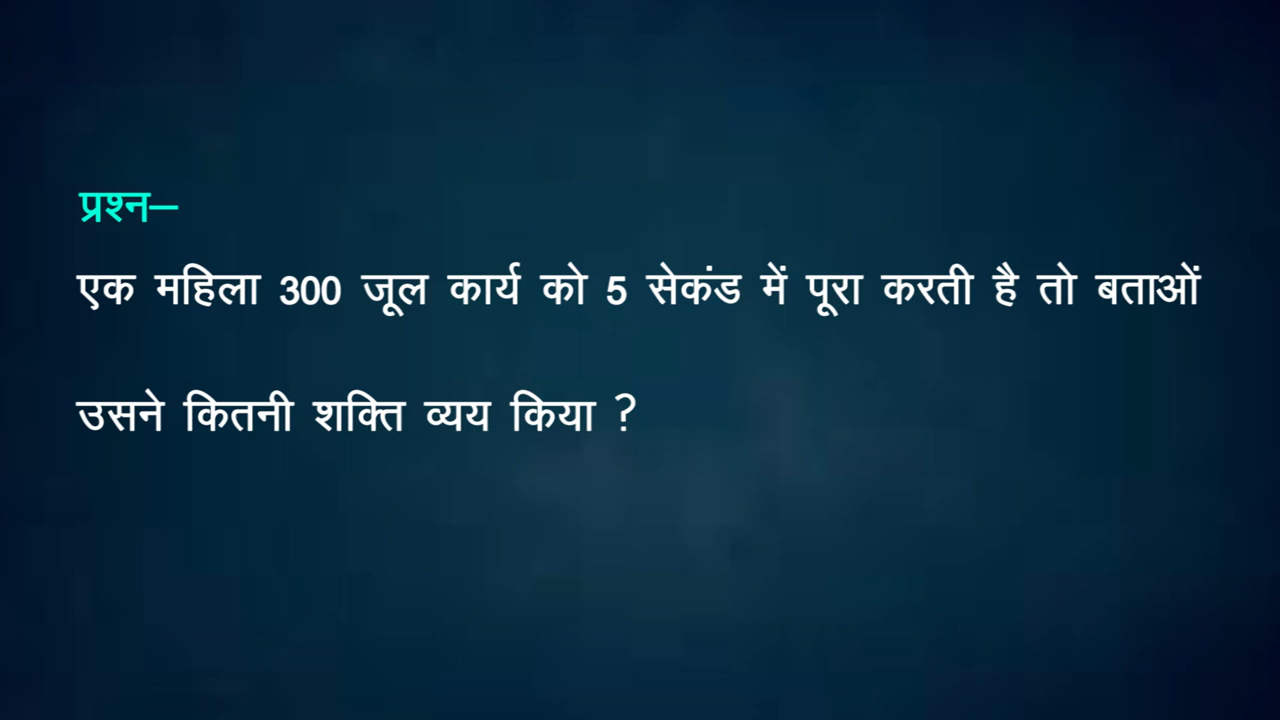 प्रश्न—
एक महिला 300 जूल कार्य को 5 सेकंड में पूरा करती है तो बताओं
उसने कितनी शक्ति व्यय किया ?